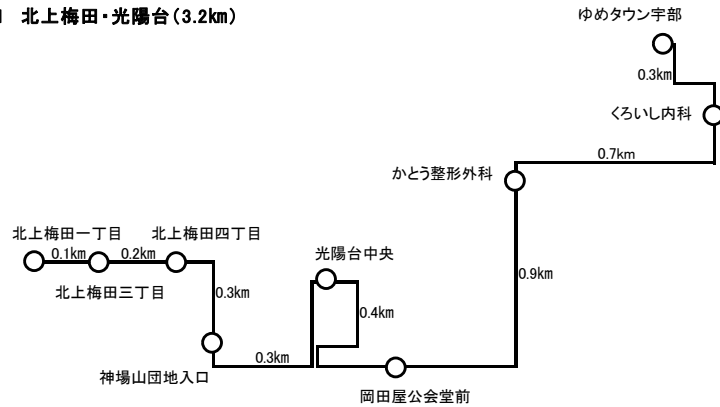 北上梅田・光陽台(3.2㎞)
ゆめタウン宇部
0.3㎞
くろいし内科
0.7㎞
かとう整形外科
北上梅田一丁目
北上梅田四丁目
光陽台中央
0.1㎞
0.2㎞
0.9㎞
北上梅田三丁目
0.3㎞
0.4㎞
0.3㎞
神場山団地入口
岡田屋公会堂前